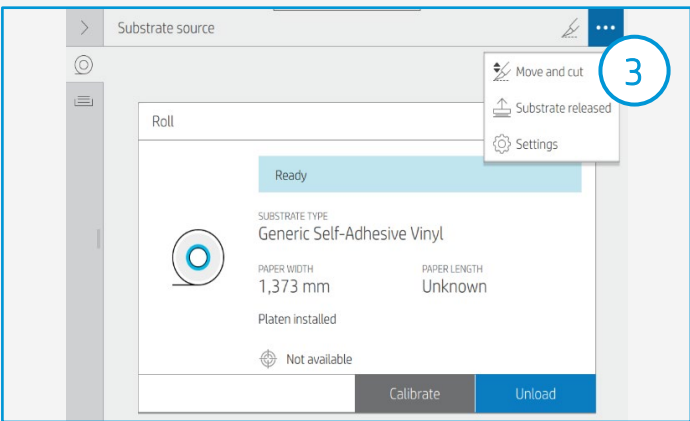 Substrate source
Move and cut
3
Substrate released
Settings
Roll
Ready
SUBSTRATE TYPE
Generic Self-Adhesive Vinyl
PAPER WIDTH PAPER LENGTH
1,373 mm Unknown
Platen installed
Not available
Calibrate Unload